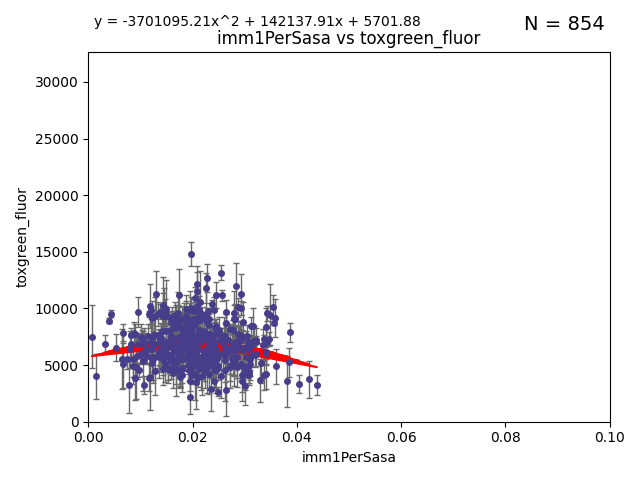 y = -3701095.21x^2 + 142137.91x + 5701.88
N = 854
imm1PerSasa vs toxgreen_fluor
30000
25000
20000
15000
10000
5000
0
toxgreen_fluor
0.00 0.02 0.04 0.06 0.08 0.10
imm1PerSasa